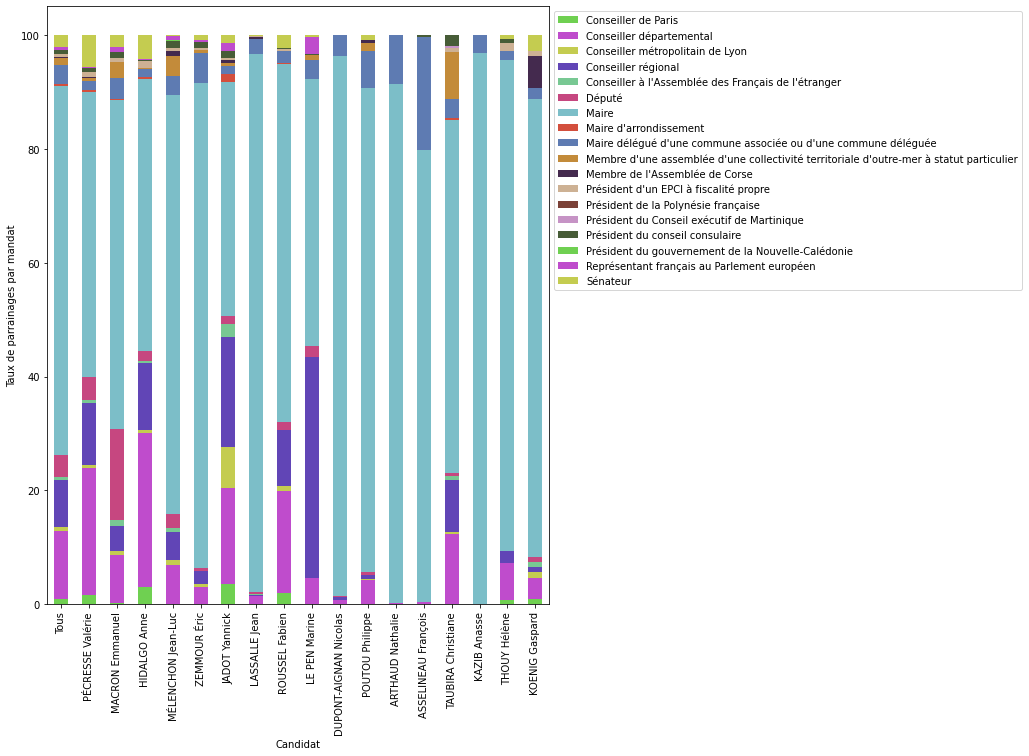 100
80
60
40
20
0
Taux de parrainages par mandat
Tous
PÉCRESSE Valérie
MACRON Emmanuel
HIDALGO Anne
MÉLENCHON Jean-Luc
ZEMMOUR Éric
JADOT Yannick
LASSALLE Jean
ROUSSEL Fabien
LE PEN Marine
DUPONT-AIGNAN Nicolas
POUTOU Philippe
ARTHAUD Nathalie
ASSELINEAU François
TAUBIRA Christiane
KAZIB Anasse
THOUY Hélène
KOENIG Gaspard
Candidat
Conseiller de Paris
Conseiller départemental
Conseiller métropolitain de Lyon
Conseiller régional
Conseiller à l'Assemblée des Français de l'étranger
Député
Maire
Maire d'arrondissement
Maire délégué d'une commune associée ou d'une commune déléguée
Membre d'une assemblée d'une collectivité territoriale d'outre-mer à statut particulier
Membre de l'Assemblée de Corse
Président d'un EPCI à fiscalité propre
Président de la Polynésie française
Président du Conseil exécutif de Martinique
Président du conseil consulaire
Président du gouvernement de la Nouvelle-Calédonie
Représentant français au Parlement européen
Sénateur